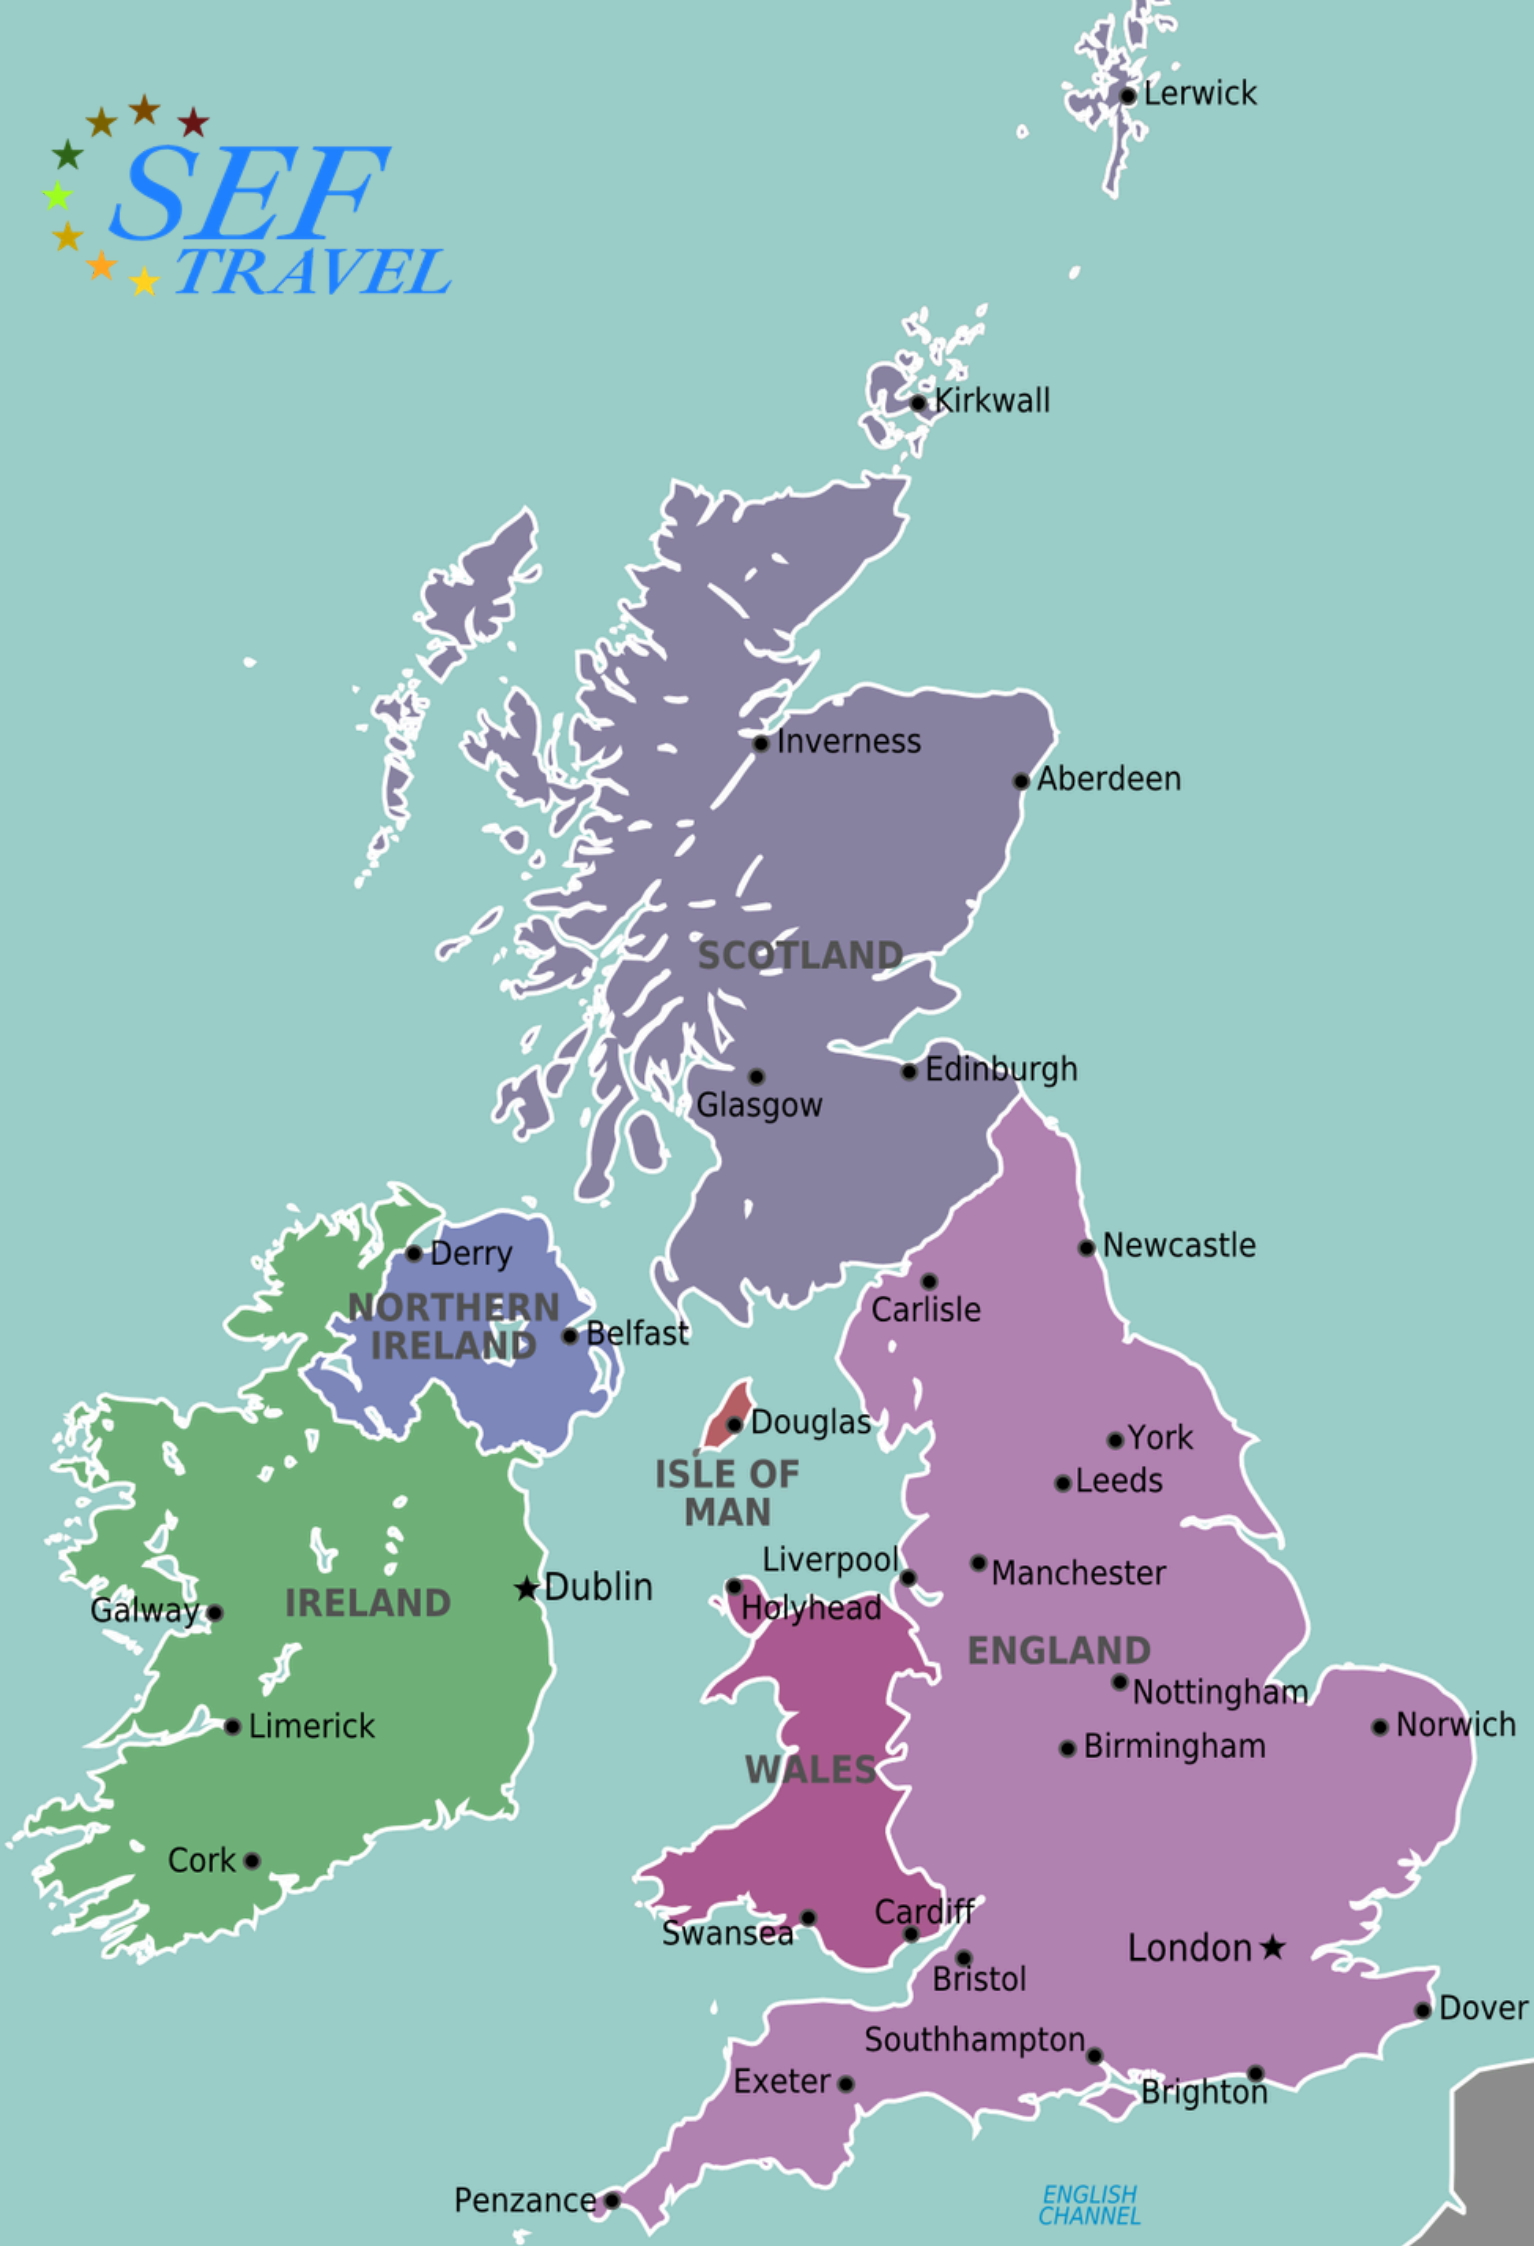 Lerwick
SEF
TRAVEL
Kirkwall
Inverness
Aberdeen
SCOTLAND
Edinburgh
Glasgow
Newcastle
Derry
Carlisle
NORTHERN
IRELAND
Belfast
Douglas
York
ISLE OF
MAN
Leeds
Liverpool
Manchester
Dublin
Holyhead
IRELAND
Galway
ENGLAND
Nottingham
Limerick
Norwich
Birmingham
WALES
Cork
Cardiff
Swansea
London
Bristol
Dover
Southhampton
Exeter
Brighton
Penzance
ENGLISH
CHANNEL